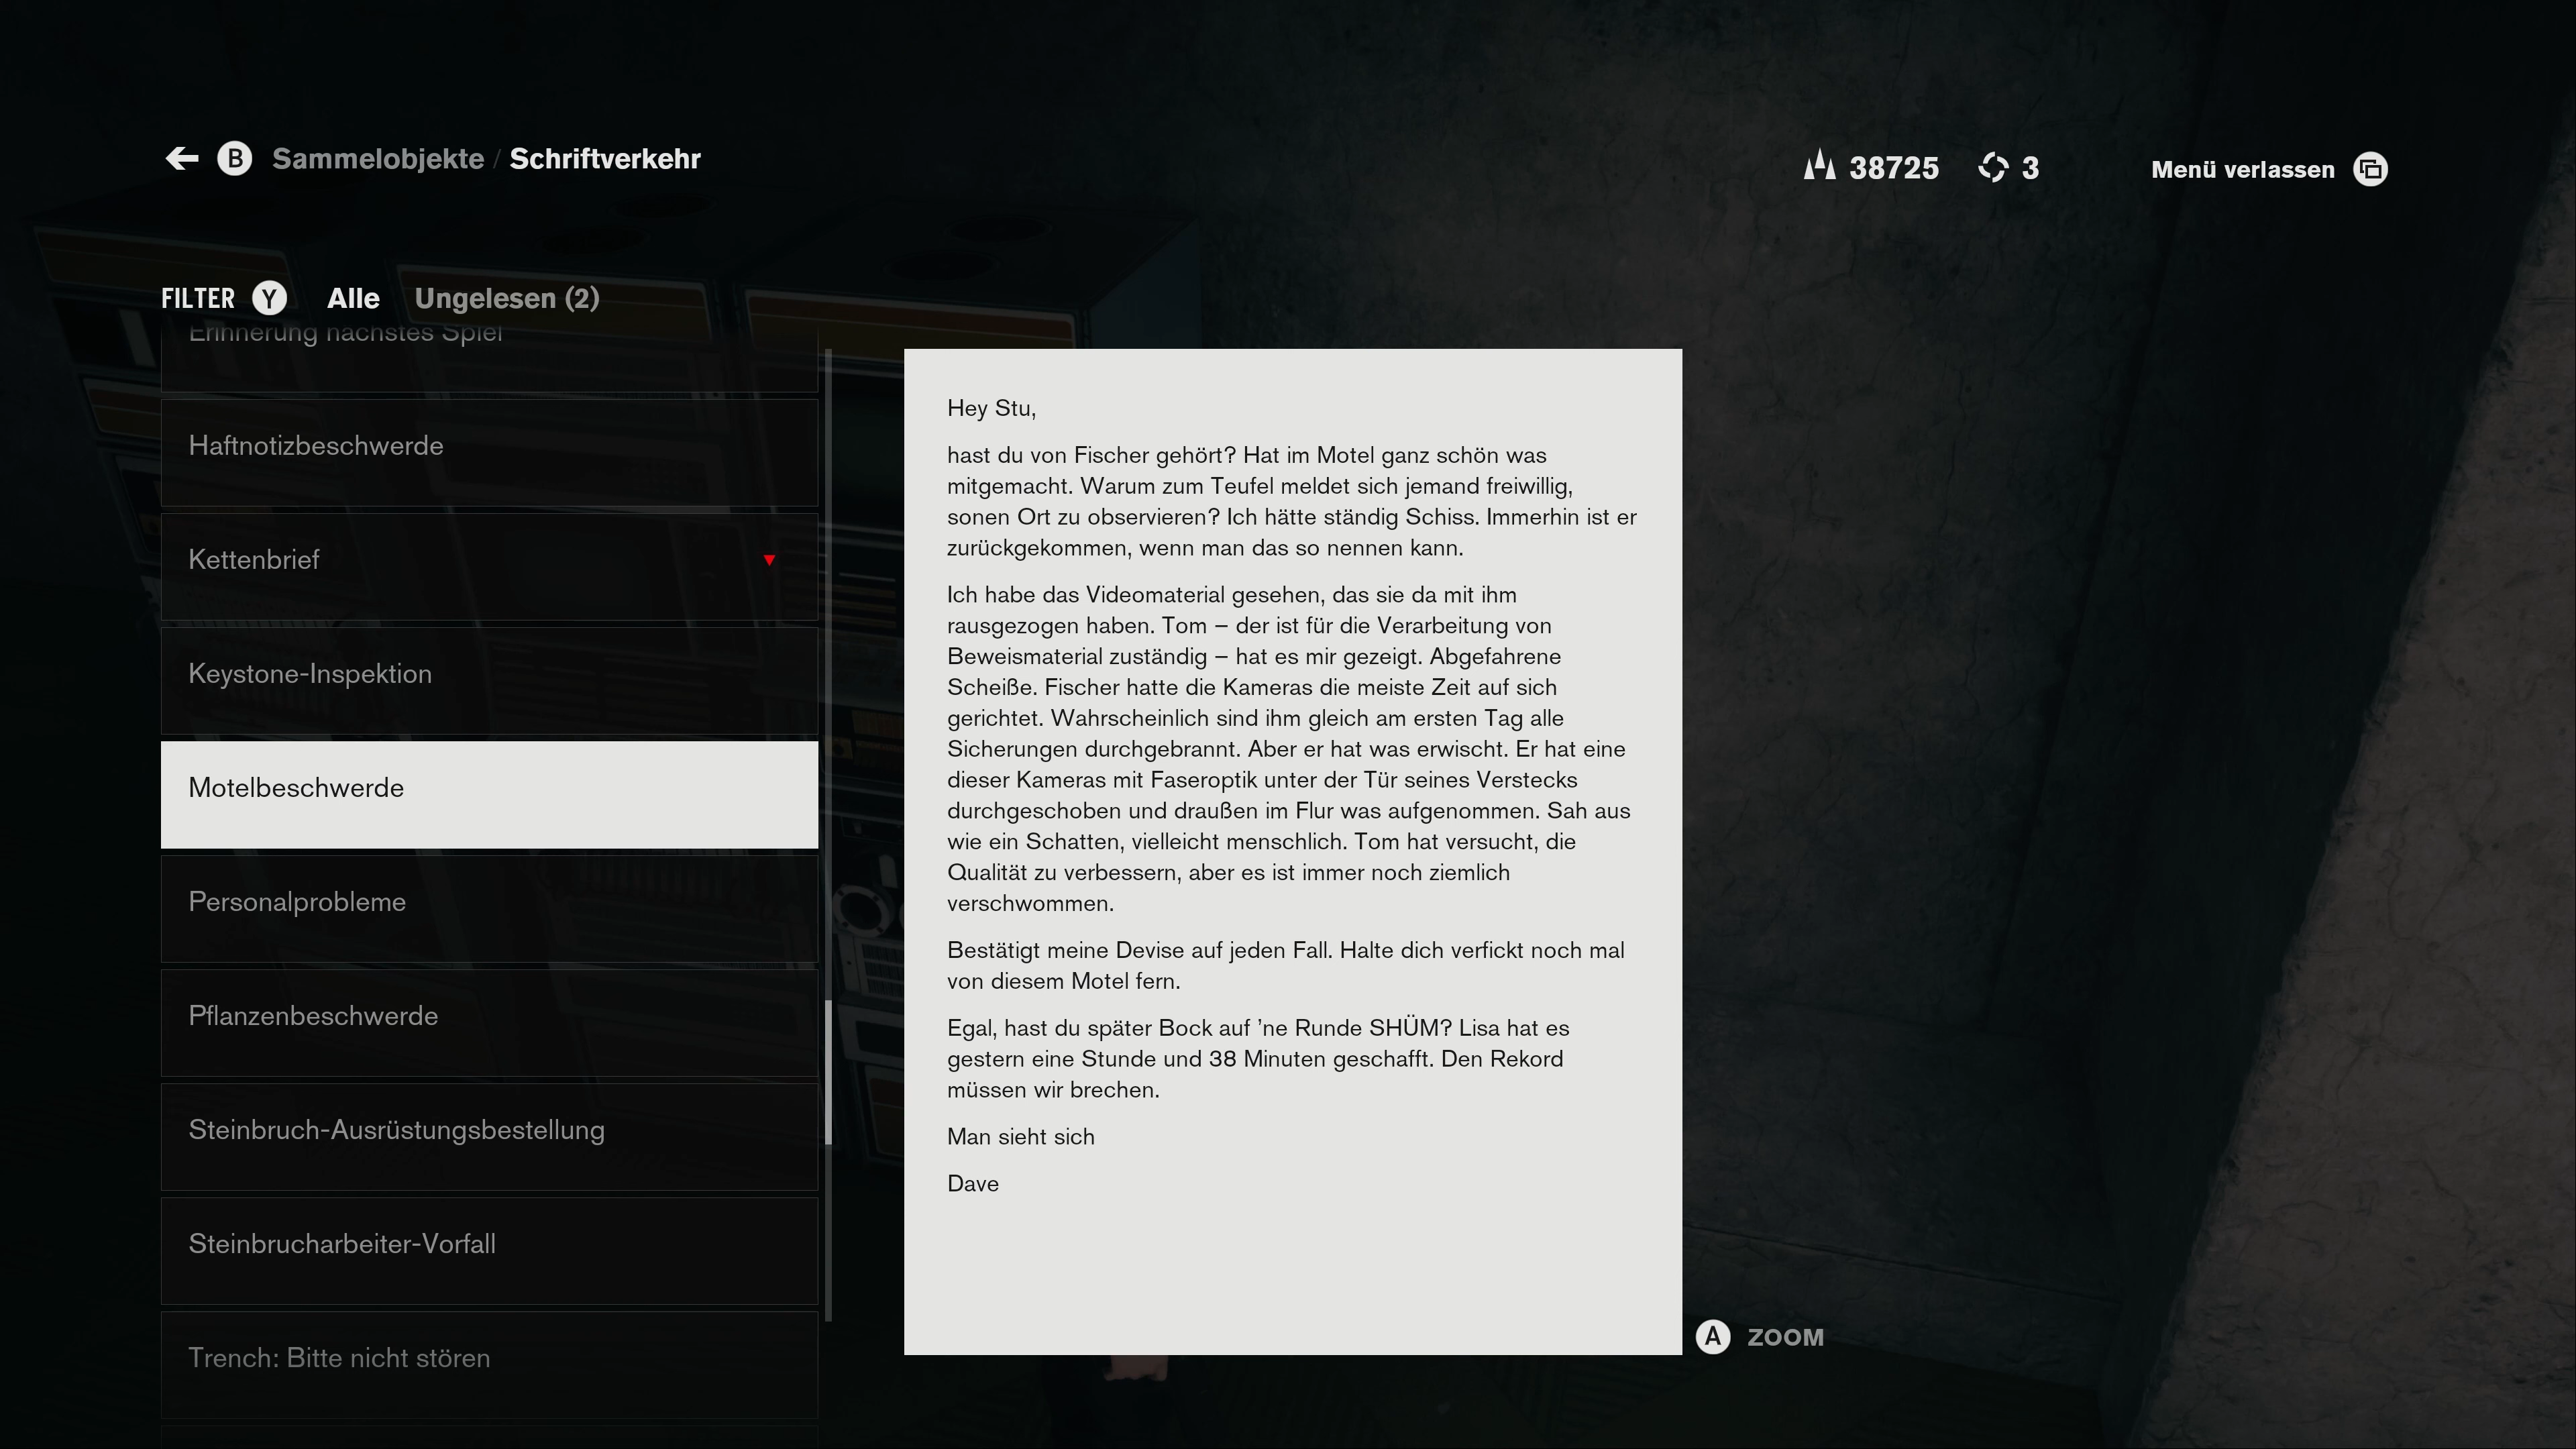 B Sammelobjekte / Schriftverkehr
38725 3 Menü verlassen
FILTER Y Alle Ungelesen (2)
Erinnerung nächstes Spiel
Haftnotizbeschwerde
Kettenbrief
Keystone-Inspektion
Motelbeschwerde
Personalprobleme
Pflanzenbeschwerde
Steinbruch-Ausrüstungsbestellung
Steinbrucharbeiter-Vorfall
Trench: Bitte nicht stören
Hey Stu,
hast du von Fischer gehört? Hat im Motel ganz schön was
mitgemacht. Warum zum Teufel meldet sich jemand freiwillig,
sonen Ort zu observieren? Ich hätte ständig Schiss. Immerhin ist er
zurückgekommen, wenn man das so nennen kann.
Ich habe das Videomaterial gesehen, das sie da mit ihm
rausgezogen haben. Tom – der ist für die Verarbeitung von
Beweismaterial zuständig – hat es mir gezeigt. Abgefahrene
Scheiße. Fischer hatte die Kameras die meiste Zeit auf sich
gerichtet. Wahrscheinlich sind ihm gleich am ersten Tag alle
Sicherungen durchgebrannt. Aber er hat was erwischt. Er hat eine
dieser Kameras mit Faseroptik unter der Tür seines Verstecks
durchgeschoben und draußen im Flur was aufgenommen. Sah aus
wie ein Schatten, vielleicht menschlich. Tom hat versucht, die
Qualität zu verbessern, aber es ist immer noch ziemlich
verschwommen.
Bestätigt meine Devise auf jeden Fall. Halte dich verfickt noch mal
von diesem Motel fern.
Egal, hast du später Bock auf ’ne Runde SHÜM? Lisa hat es
gestern eine Stunde und 38 Minuten geschafft. Den Rekord
müssen wir brechen.
Man sieht sich
Dave
A ZOOM